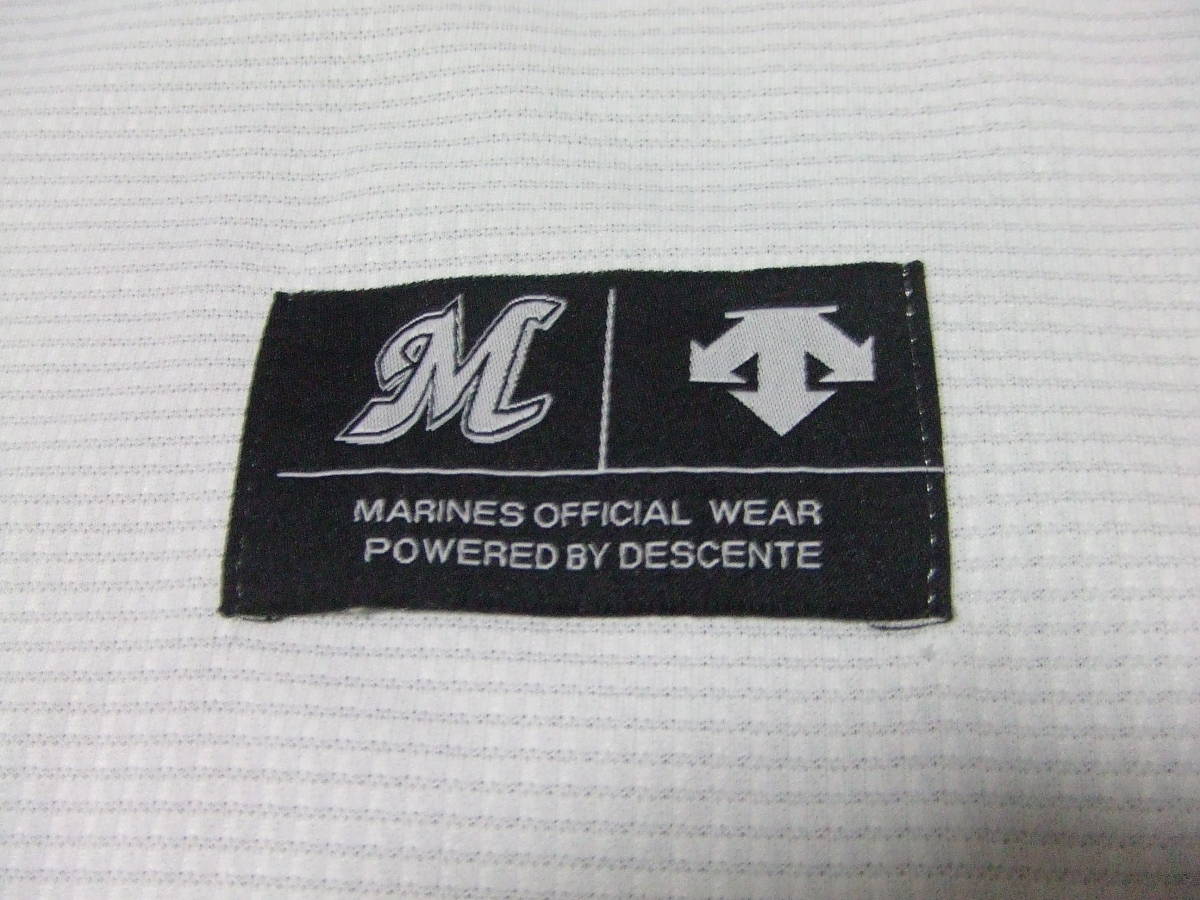 M
MARINES OFFICIAL WEAR
POWERED BY DESCENTE